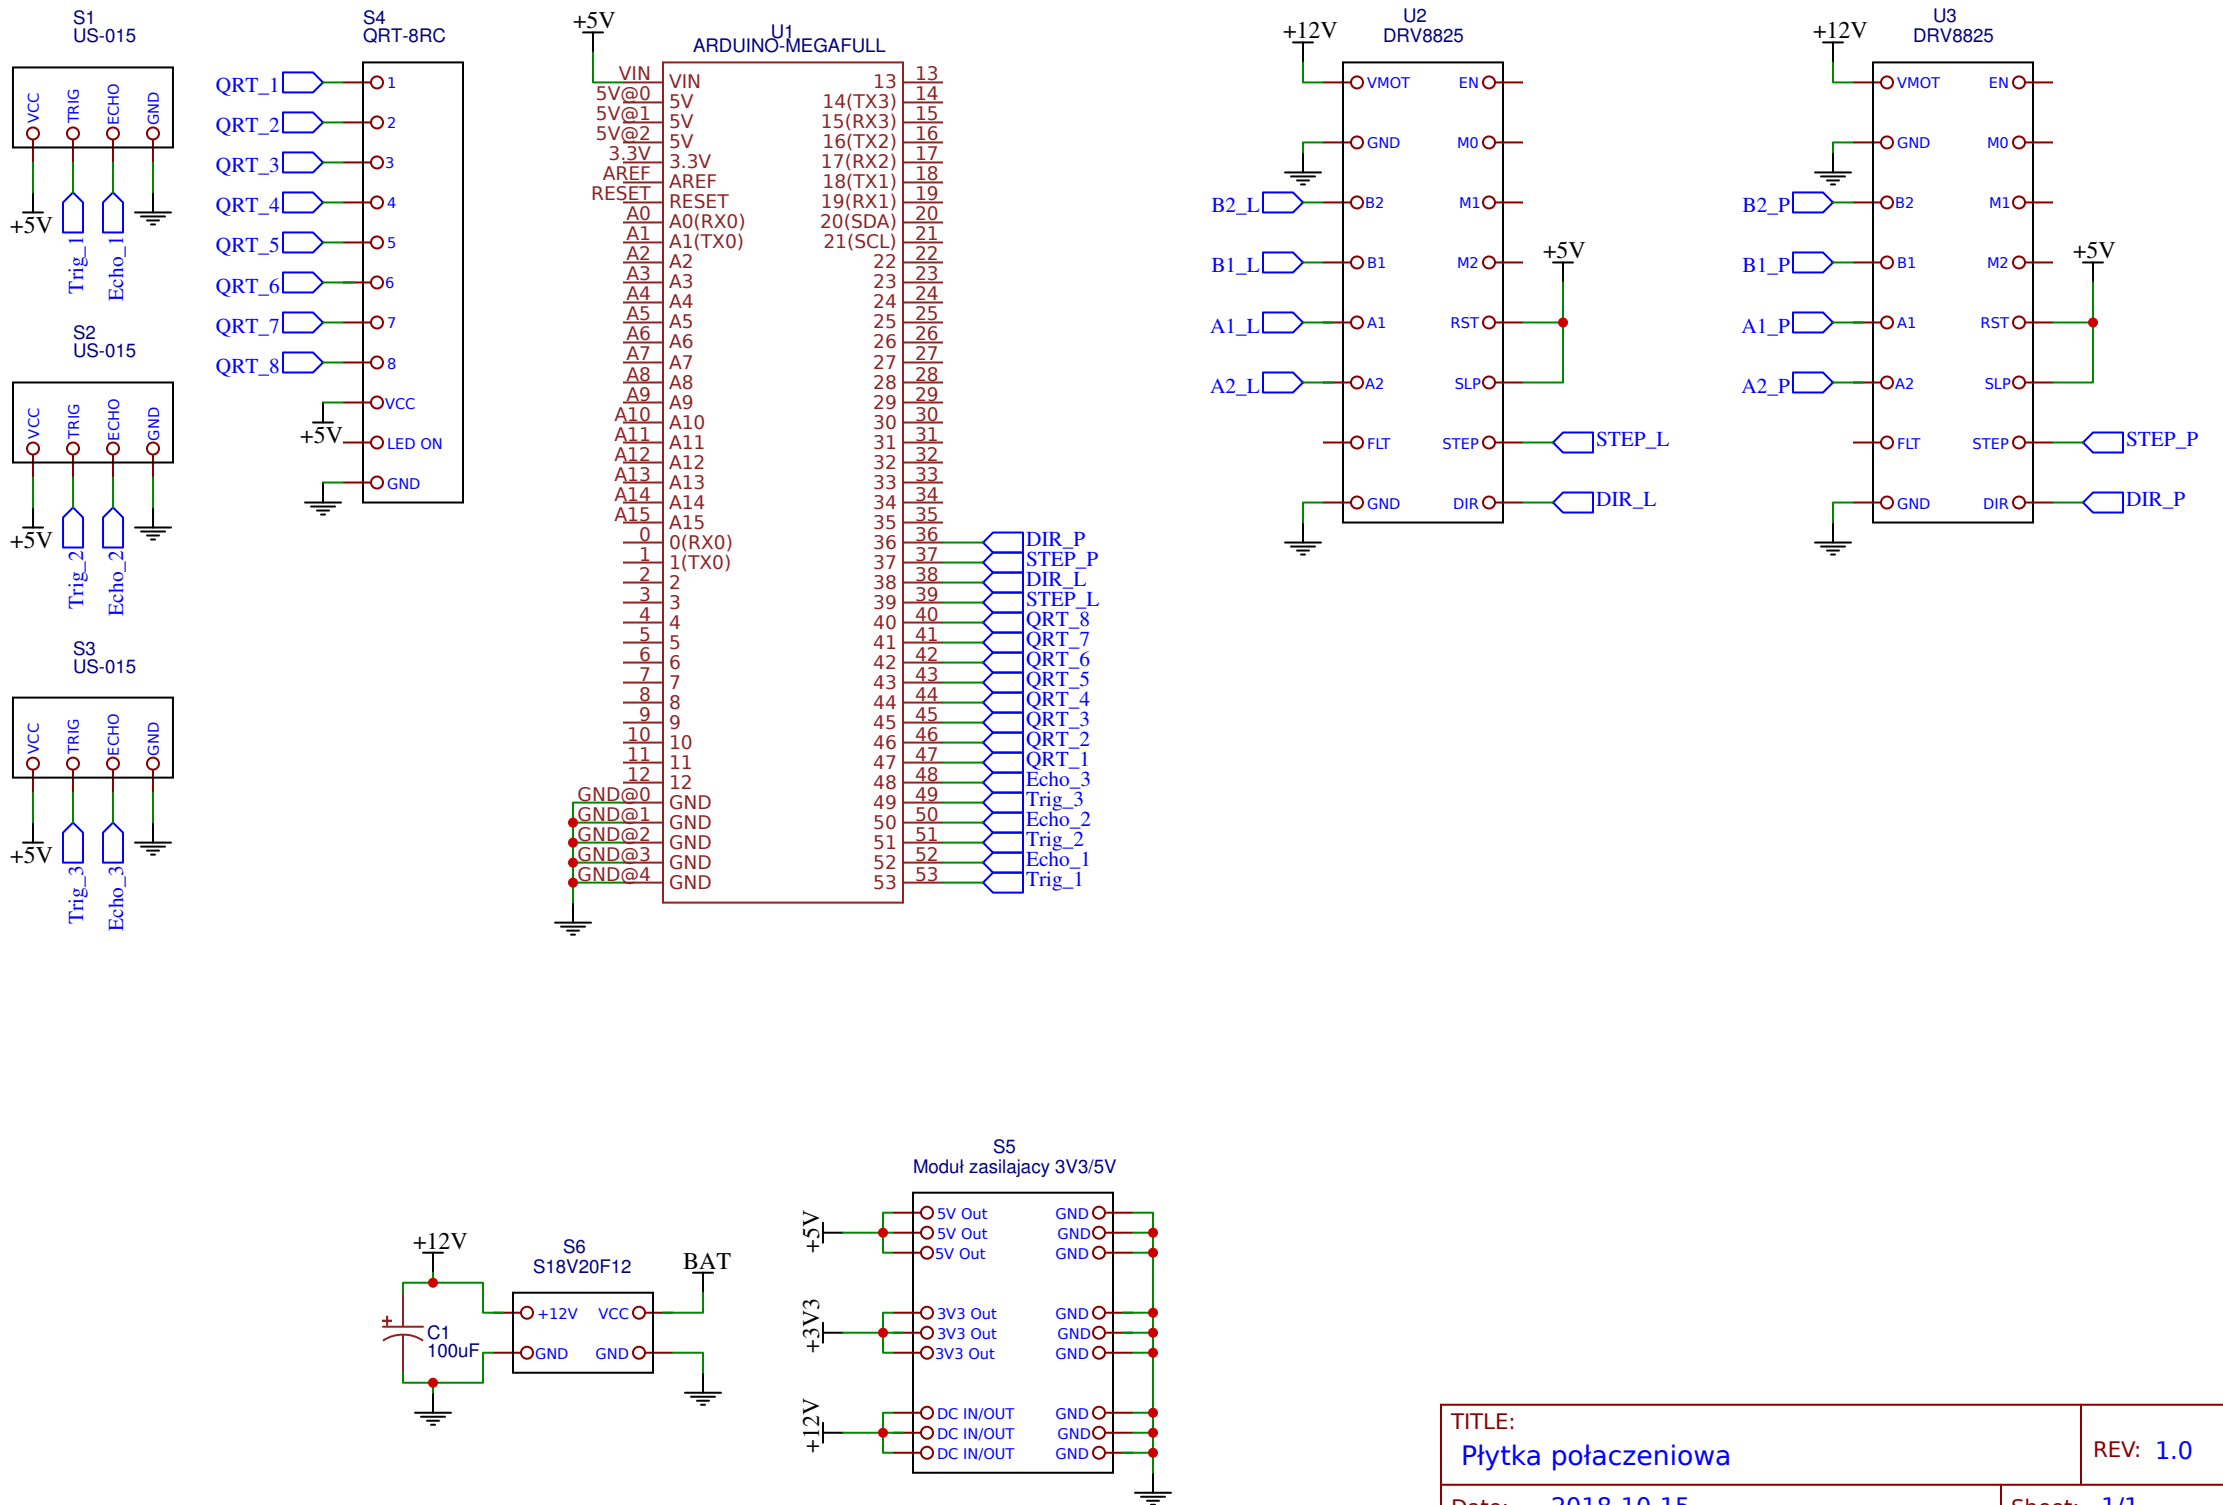 S1
US-015
VCC
TRIG
ECHO
GND
+5V
Trig_1
Echo_1
S2
US-015
VCC
TRIG
ECHO
GND
+5V
Trig_2
Echo_2
S3
US-015
VCC
TRIG
ECHO
GND
+5V
Trig_3
Echo_3
S4
QRT-8RC
QRT_1 1
QRT_2 2
QRT_3 3
QRT_4 4
QRT_5 5
QRT_6 6
QRT_7 7
QRT_8 8
VCC
+5V
LED ON
GND
+5V
U1
ARDUINO-MEGAFULL
VIN VIN 13 13
5V@0 5V 14(TX3) 14
5V@1 5V 15(RX3) 15
5V@2 5V 16(TX2) 16
3.3V 3.3V 17(RX2) 17
AREF AREF 18(TX1) 18
RESET RESET 19(RX1) 19
A0 A0(RX0) 20(SDA) 20
A1 A1(TX0) 21(SCL) 21
A2 A2 22 22
A3 A3 23 23
A4 A4 24 24
A5 A5 25 25
A6 A6 26 26
A7 A7 27 27
A8 A8 28 28
A9 A9 29 29
A10 A10 30 30
A11 A11 31 31
A12 A12 32 32
A13 A13 33 33
A14 A14 34 34
A15 A15 35 35
0 0(RX0) 36 36 DIR_P
1 1(TX0) 37 37 STEP_P
2 2 38 38 DIR_L
3 3 39 39 STEP_L
4 4 40 40 QRT_8
5 5 41 41 QRT_7
6 6 42 42 QRT_6
7 7 43 43 QRT_5
8 8 44 44 QRT_4
9 9 45 45 QRT_3
10 10 46 46 QRT_2
11 11 47 47 QRT_1
12 12 48 48 Echo_3
GND@0 GND 49 49 Trig_3
GND@1 GND 50 50 Echo_2
GND@2 GND 51 51 Trig_2
GND@3 GND 52 52 Echo_1
GND@4 GND 53 53 Trig_1
U2
DRV8825
+12V
VMOT EN
GND M0
B2_L B2 M1
+5V
B1_L B1 M2
A1_L A1 RST
A2_L A2 SLP
FLT STEP STEP_L
GND DIR DIR_L
U3
DRV8825
+12V
VMOT EN
GND M0
B2_P B2 M1
+5V
B1_P B1 M2
A1_P A1 RST
A2_P A2 SLP
FLT STEP STEP_P
GND DIR DIR_P
+12V
C1
100uF
S6
S18V20F12
+12V VCC
GND GND
BAT
S5
Moduł zasilajacy 3V3/5V
+5V
5V Out GND
5V Out GND
5V Out GND
+3V3
3V3 Out GND
3V3 Out GND
3V3 Out GND
+12V
DC IN/OUT GND
DC IN/OUT GND
DC IN/OUT GND
TITLE:
Płytka połaczeniowa
REV: 1.0
Date: 2018-10-15
Sheet: 1/1